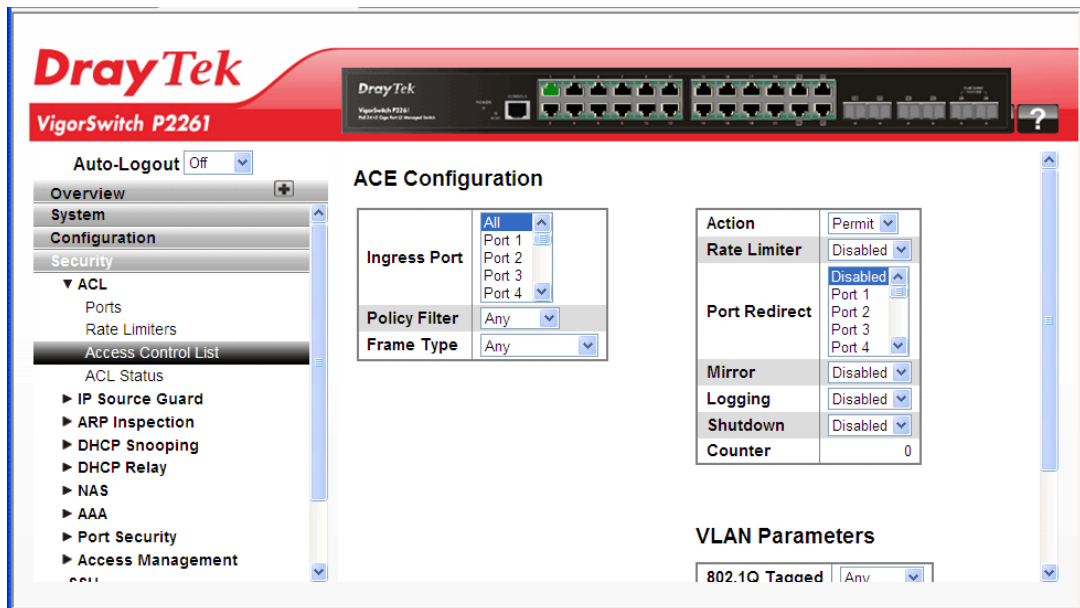 DrayTek
VigorSwitch P2261
DrayTek
VigorSwitch P2261
Auto-Logout Off
Overview
System
Configuration
Security
▼ ACL
Ports
Rate Limiters
Access Control List
ACL Status
► IP Source Guard
► ARP Inspection
► DHCP Snooping
► DHCP Relay
► NAS
► AAA
► Port Security
► Access Management
ACE Configuration
Ingress Port
All
Port 1
Port 2
Port 3
Port 4
Policy Filter Any
Frame Type Any
Action Permit
Rate Limiter Disabled
Port Redirect
Disabled
Port 1
Port 2
Port 3
Port 4
Mirror Disabled
Logging Disabled
Shutdown Disabled
Counter 0
VLAN Parameters
802.1Q Tagged Any
?